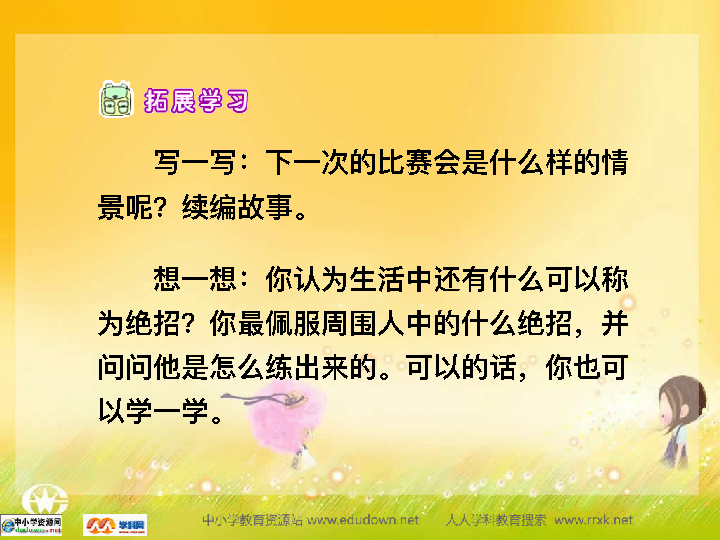 拓展学习
写一写：下一次的比赛会是什么样的情
景呢？续编故事。
想一想：你认为生活中还有什么可以称
为绝招？你最佩服周围人中的什么绝招，并
问问他是怎么练出来的。可以的话，你也可
以学一学。
中小学资源网
学科网
中小学教育资源站 www.edudown.net 人人学科教育搜索 www.rrxk.net